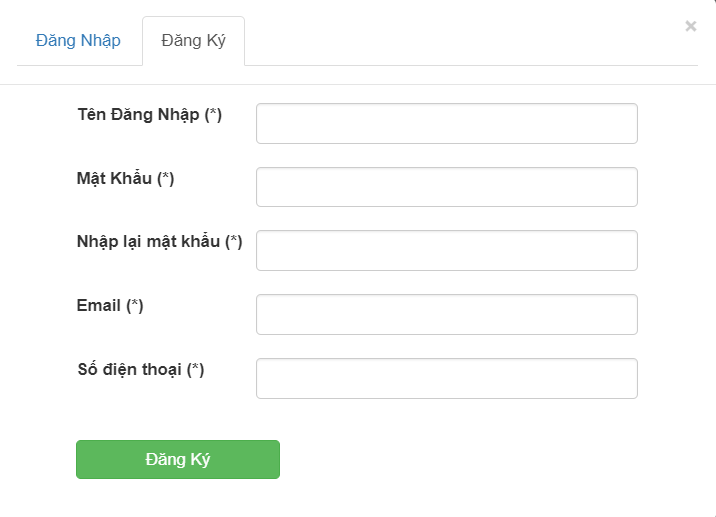 Đăng Nhập Đăng Ký ×
Tên Đăng Nhập (*)
Mật Khẩu (*)
Nhập lại mật khẩu (*)
Email (*)
Số điện thoại (*)
Đăng Ký